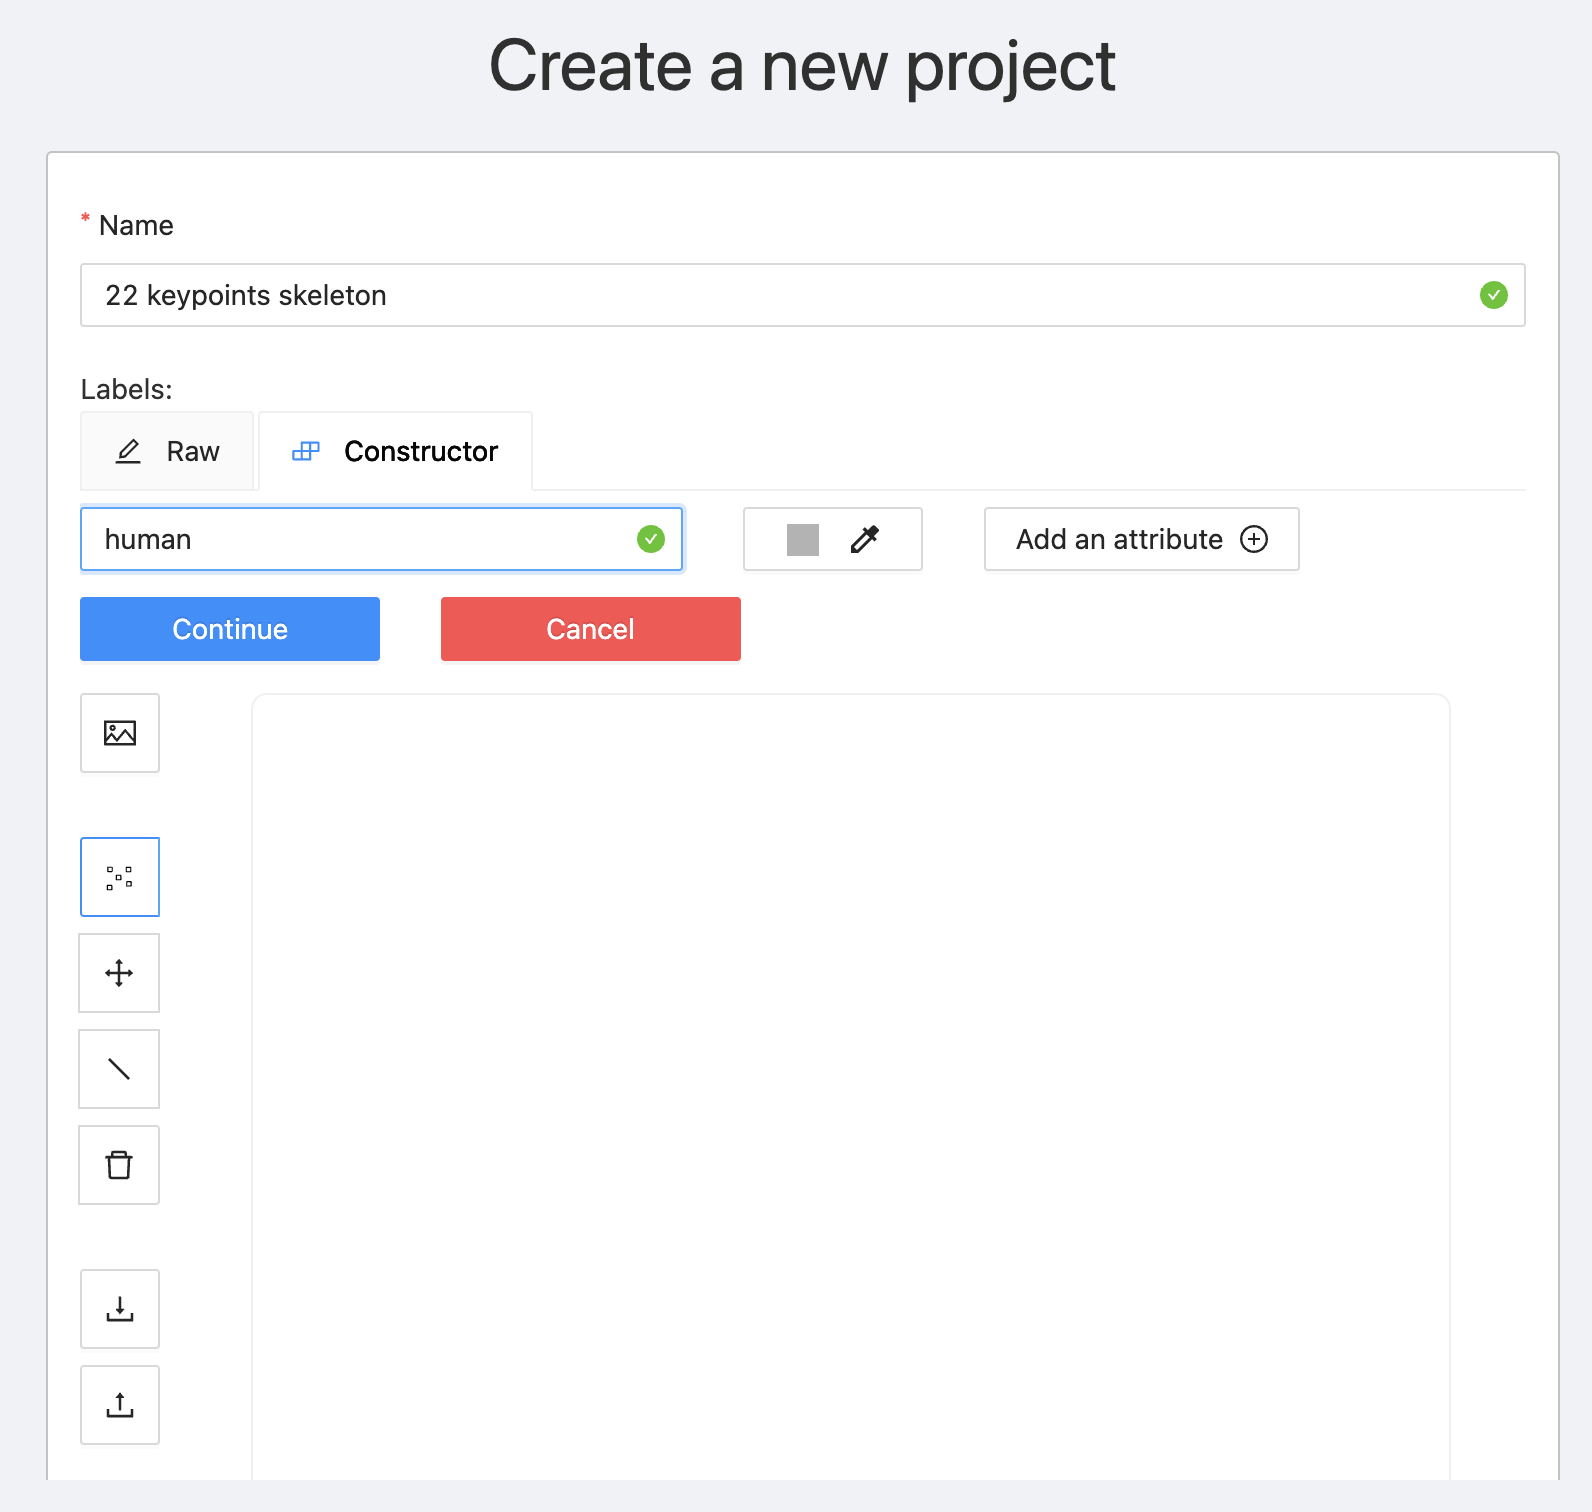 Create a new project
* Name
22 keypoints skeleton
Labels:
Raw Constructor
human Add an attribute
Continue Cancel